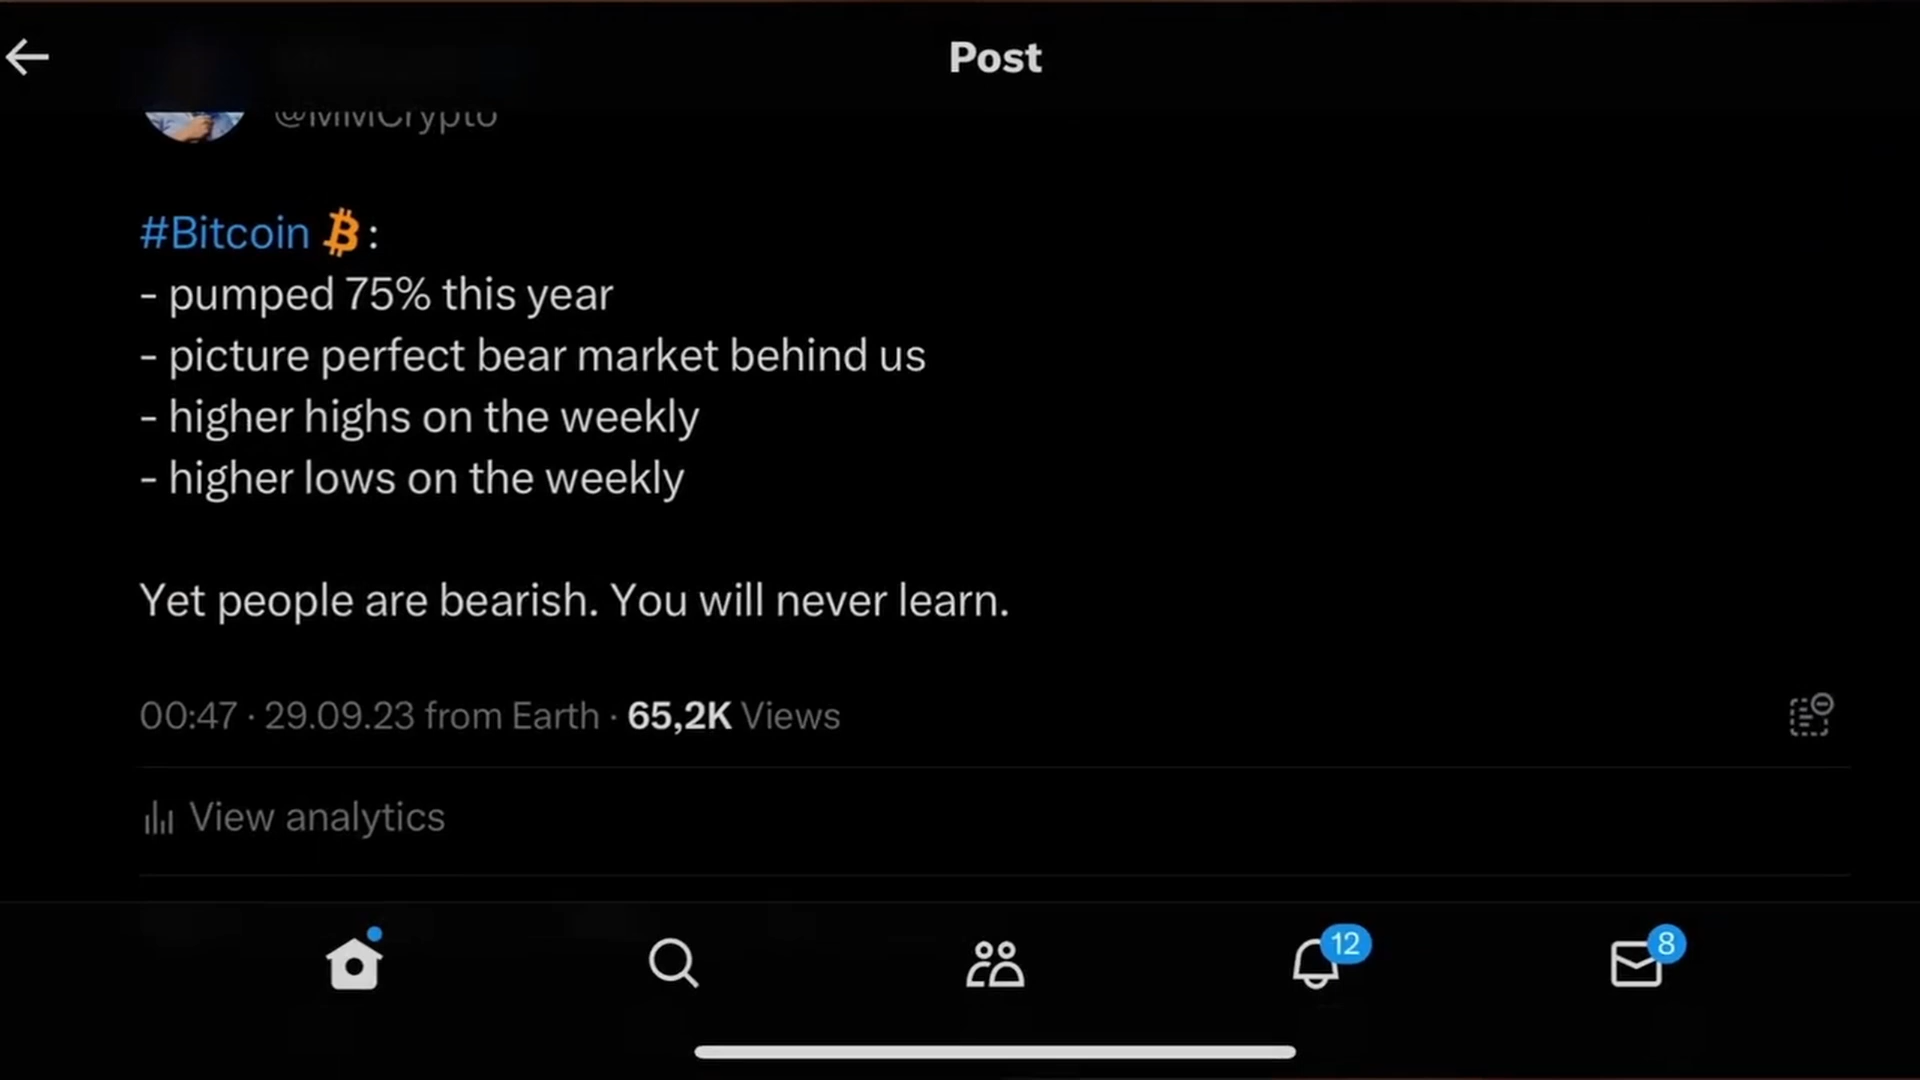 Post
@MMCrypto
#Bitcoin ₿:
- pumped 75% this year
- picture perfect bear market behind us
- higher highs on the weekly
- higher lows on the weekly
Yet people are bearish. You will never learn.
00:47 · 29.09.23 from Earth · 65,2K Views
View analytics
12
8